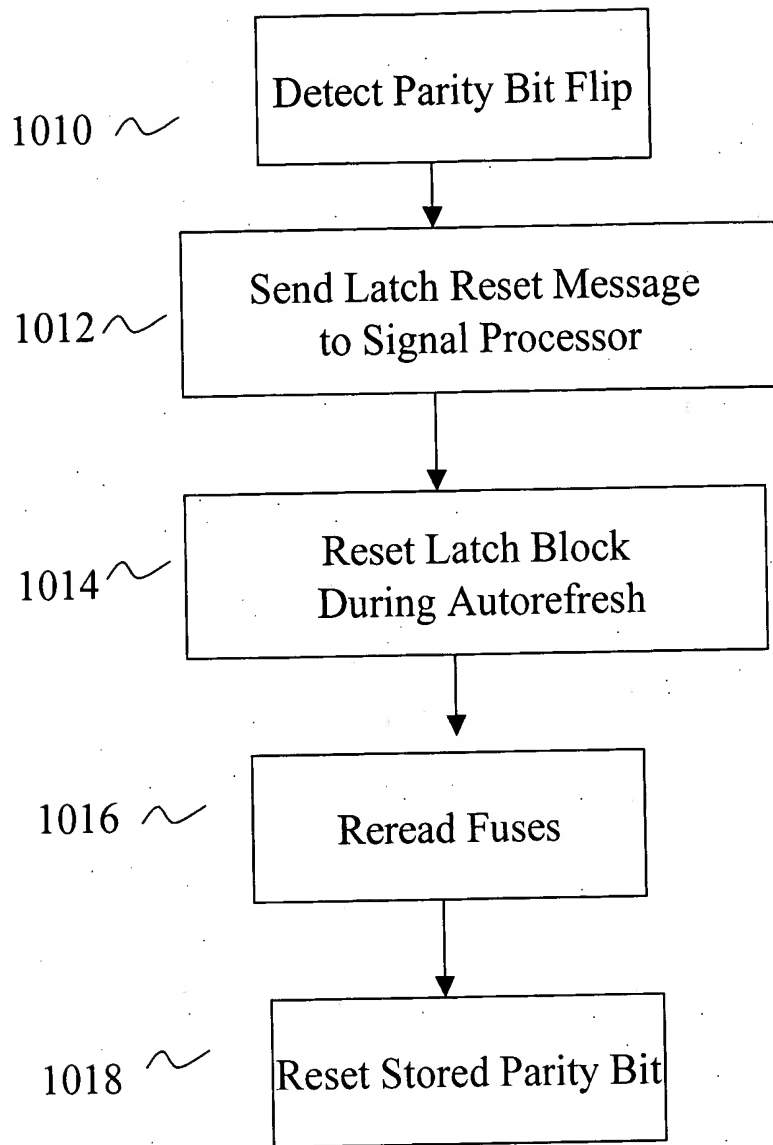 Detect Parity Bit Flip
1010
Send Latch Reset Message
to Signal Processor
1012
Reset Latch Block
During Autorefresh
1014
Reread Fuses
1016
Reset Stored Parity Bit
1018